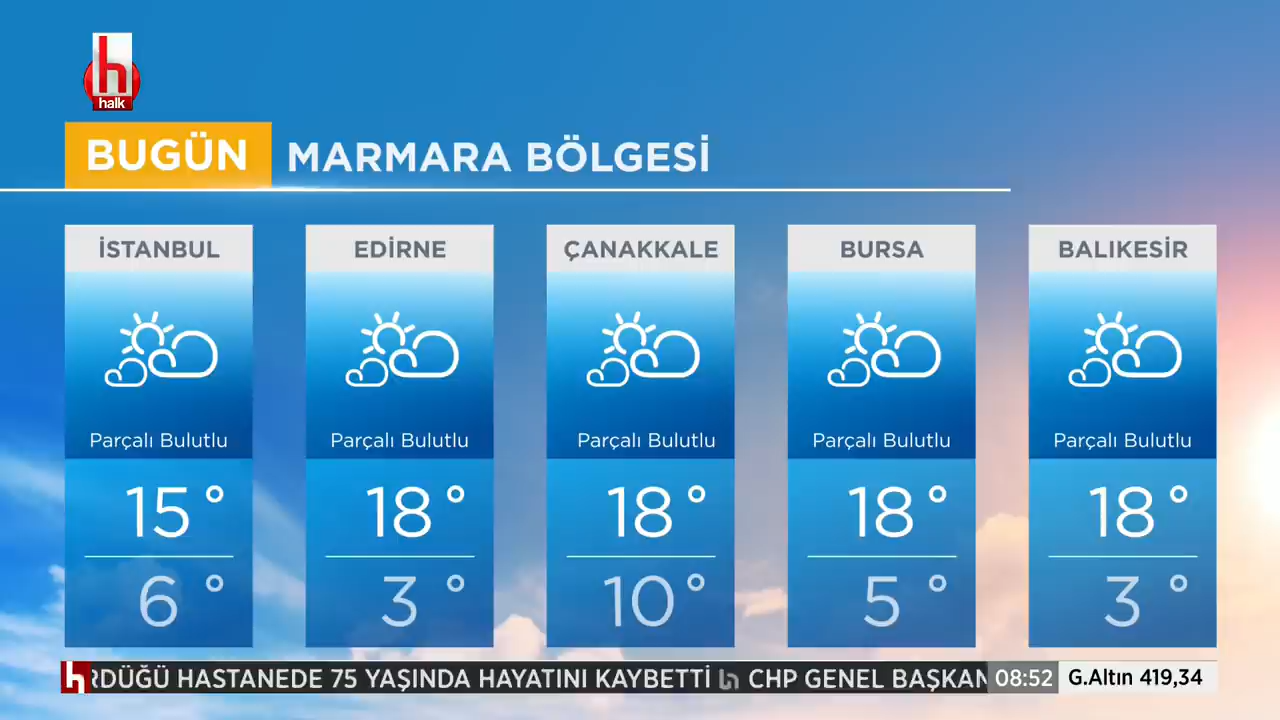 halk
BUGÜN MARMARA BÖLGESİ
İSTANBUL EDİRNE ÇANAKKALE BURSA BALIKESİR
Parçalı Bulutlu Parçalı Bulutlu Parçalı Bulutlu Parçalı Bulutlu Parçalı Bulutlu
15° 18° 18° 18° 18°
6° 3° 10° 5° 3°
RDÜĞÜ HASTANEDE 75 YAŞINDA HAYATINI KAYBETTİ CHP GENEL BAŞKAN 08:52 G.Altın 419,34